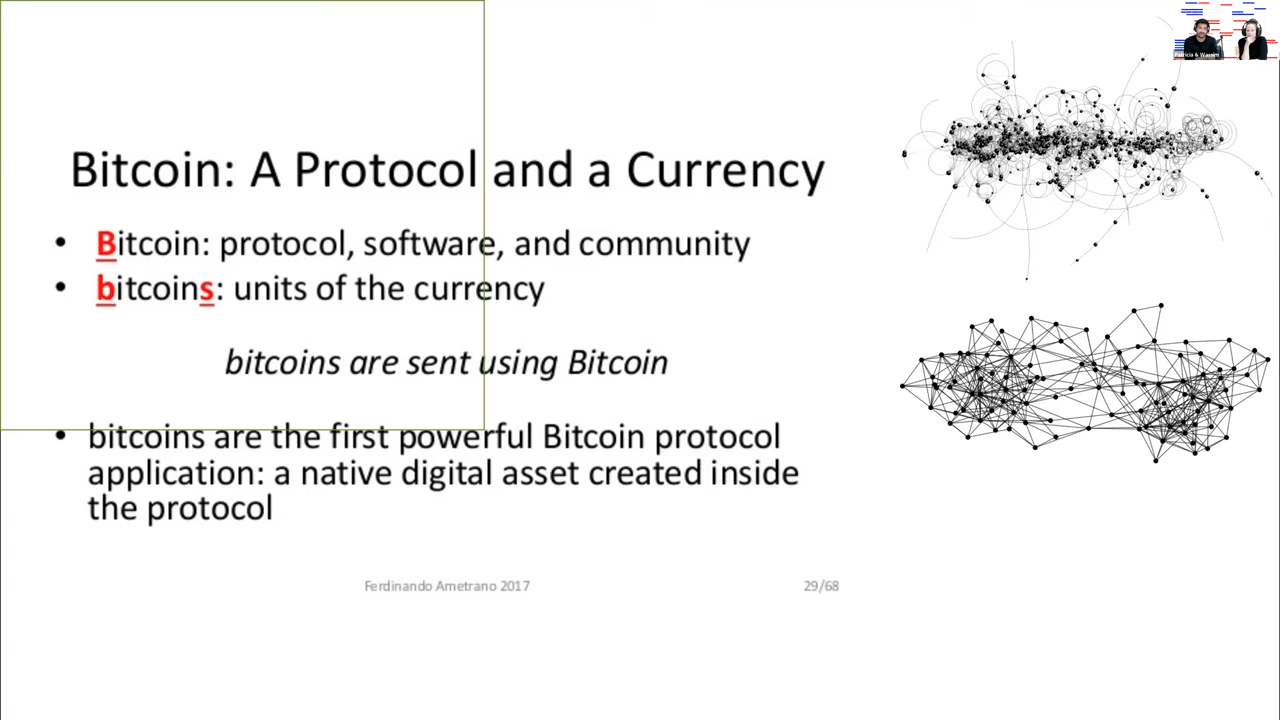 Bitcoin: A Protocol and a Currency
• Bitcoin: protocol, software, and community
• bitcoins: units of the currency
bitcoins are sent using Bitcoin
• bitcoins are the first powerful Bitcoin protocol
application: a native digital asset created inside
the protocol
Ferdinando Ametrano 2017
29/68
Patricia & Wassim